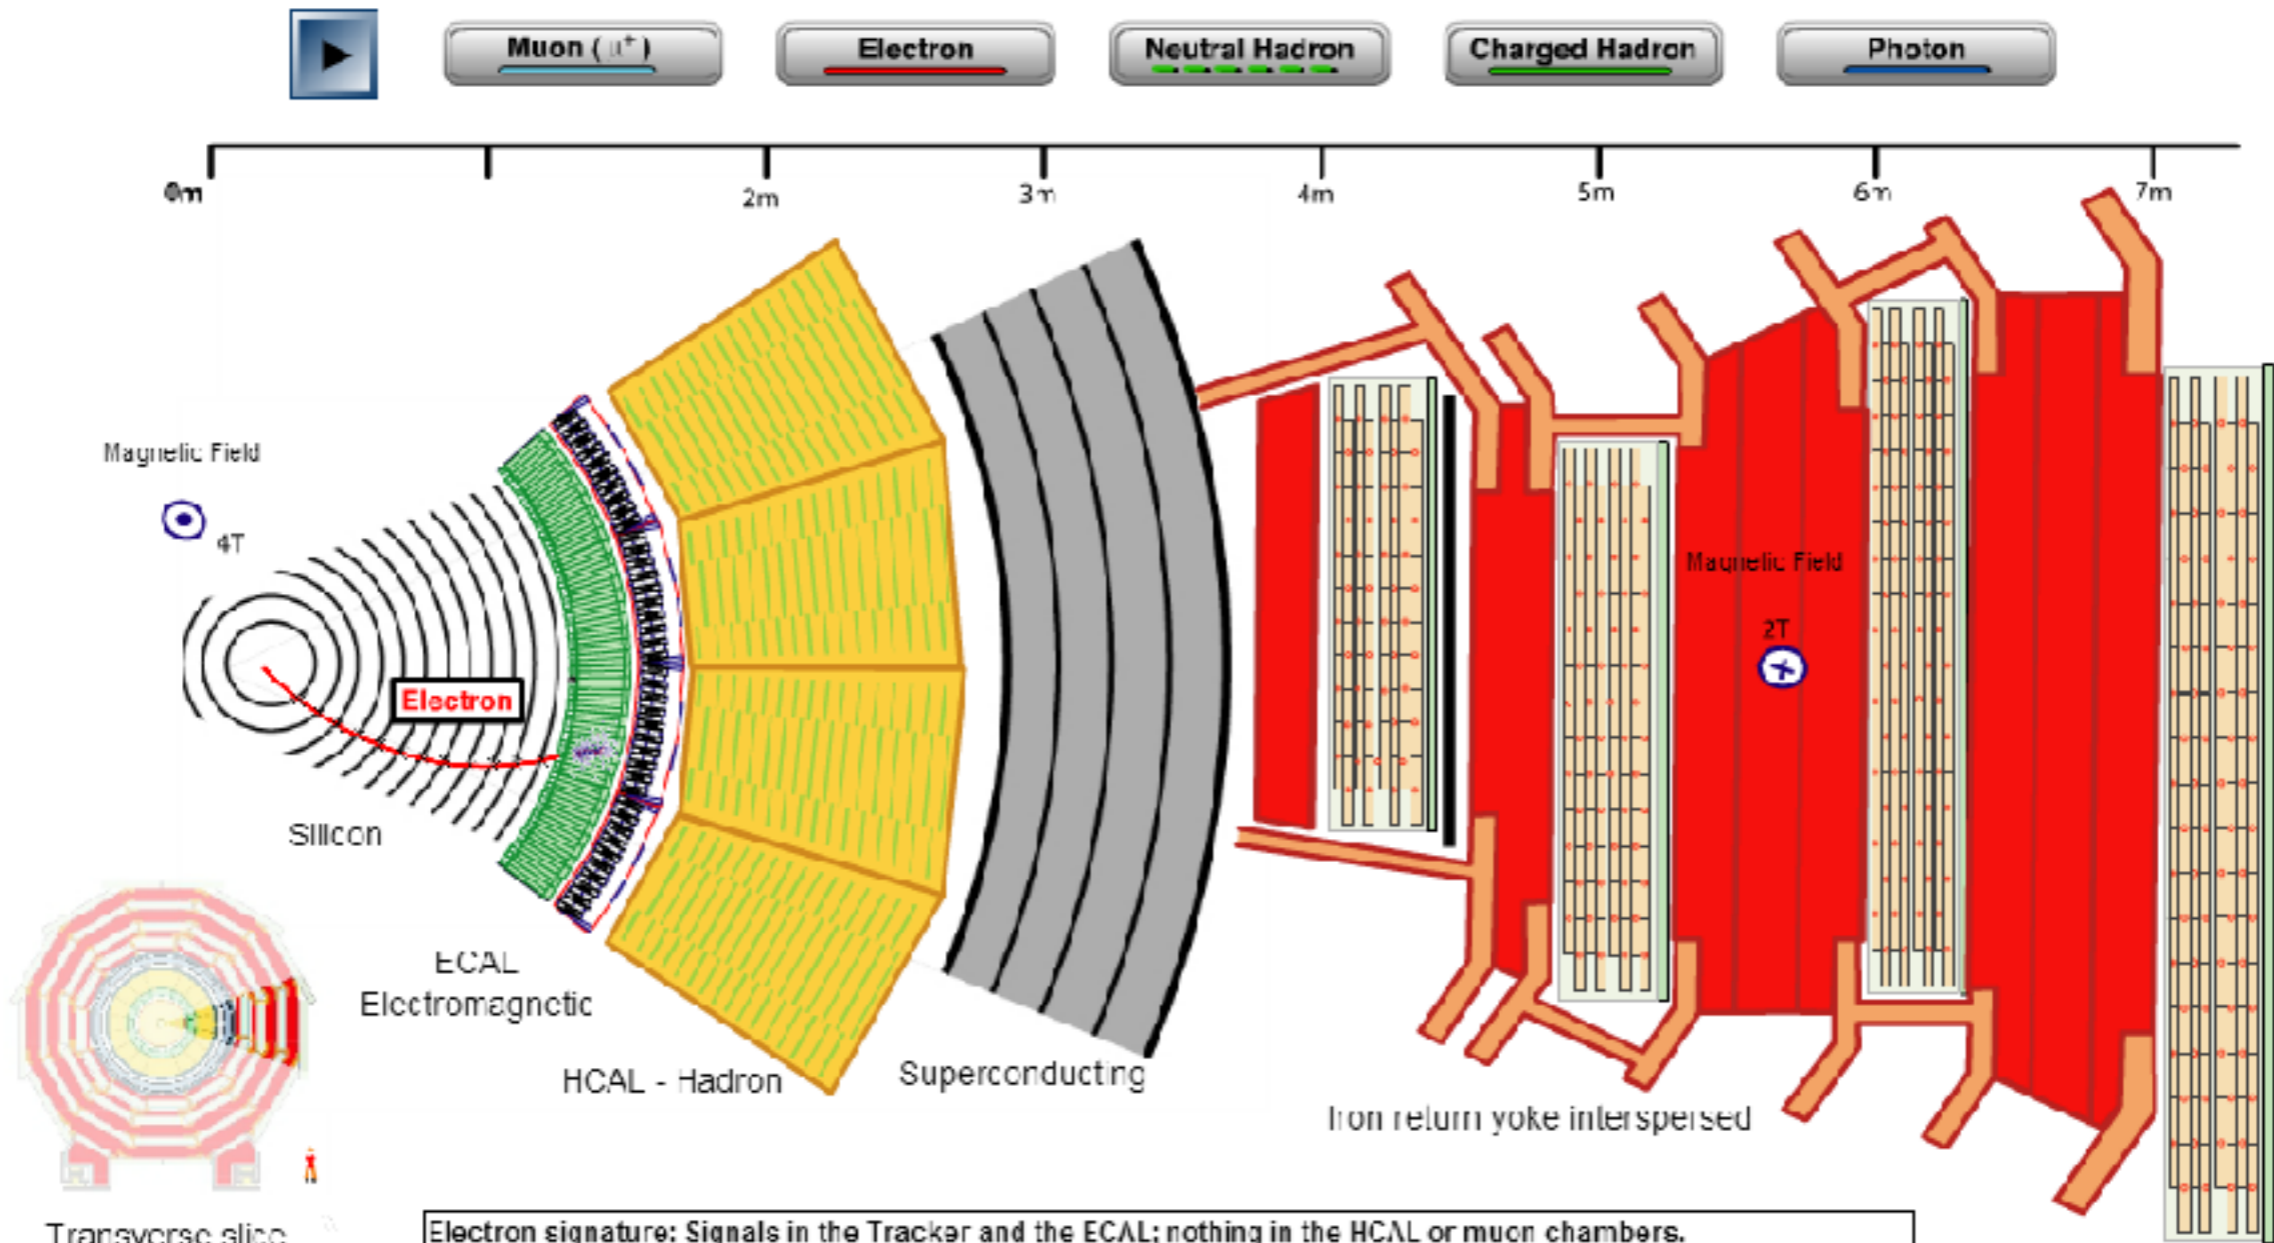 Muon (μ⁺)
Electron
Neutral Hadron
Charged Hadron
Photon
0m
2m
3m
4m
5m
6m
7m
Magnetic Field
4T
Electron
Silicon
ECAL
Electromagnetic
HCAL - Hadron
Superconducting
Magnetic Field
2T
Iron return yoke interspersed
Transverse slice
Electron signature: Signals in the Tracker and the ECAL; nothing in the HCAL or muon chambers.